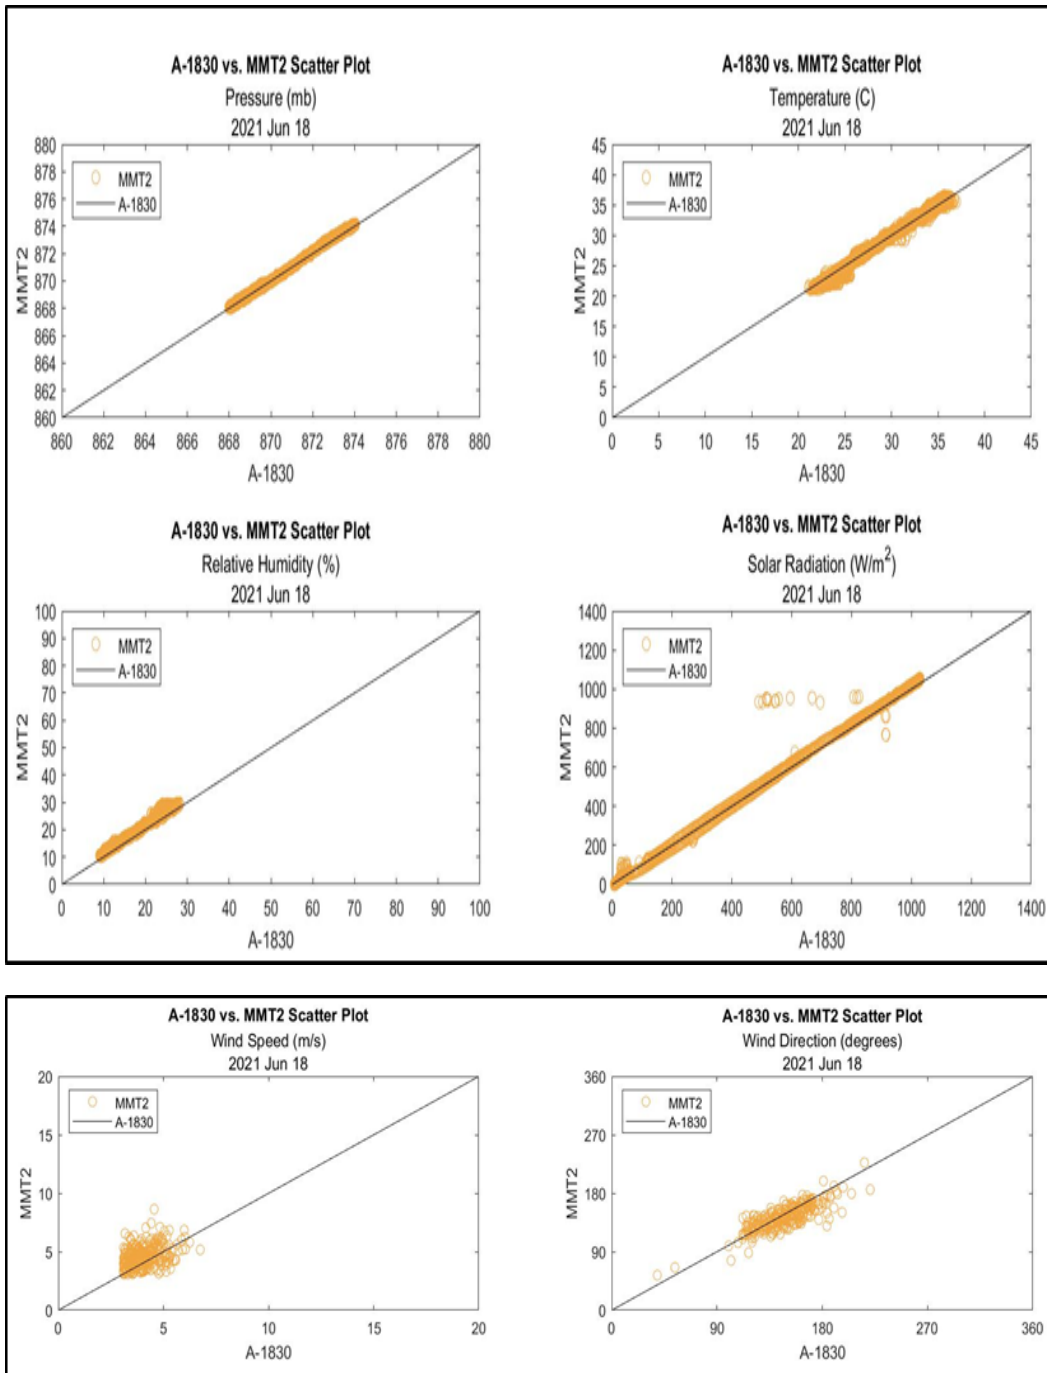 A-1830 vs. MMT2 Scatter Plot
Pressure (mb)
2021 Jun 18
880
878
876
874
872
870
868
866
864
862
860
MMT2
MMT2
A-1830
860 862 864 866 868 870 872 874 876 878 880
A-1830
A-1830 vs. MMT2 Scatter Plot
Temperature (C)
2021 Jun 18
45
40
35
30
25
20
15
10
5
0
MMT2
MMT2
A-1830
0 5 10 15 20 25 30 35 40 45
A-1830
A-1830 vs. MMT2 Scatter Plot
Relative Humidity (%)
2021 Jun 18
100
90
80
70
60
50
40
30
20
10
0
MMT2
MMT2
A-1830
0 10 20 30 40 50 60 70 80 90 100
A-1830
A-1830 vs. MMT2 Scatter Plot
Solar Radiation (W/m²)
2021 Jun 18
1400
1200
1000
800
600
400
200
0
MMT2
MMT2
A-1830
0 200 400 600 800 1000 1200 1400
A-1830
A-1830 vs. MMT2 Scatter Plot
Wind Speed (m/s)
2021 Jun 18
20
15
10
5
0
MMT2
MMT2
A-1830
0 5 10 15 20
A-1830
A-1830 vs. MMT2 Scatter Plot
Wind Direction (degrees)
2021 Jun 18
360
270
180
90
0
MMT2
MMT2
A-1830
0 90 180 270 360
A-1830